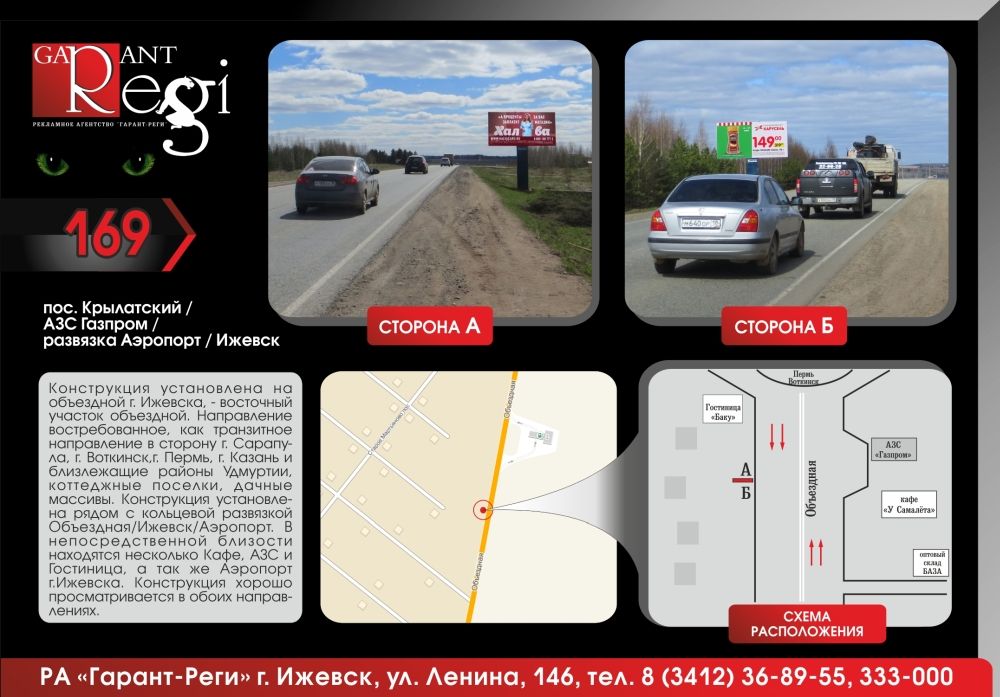 GARANT
Regi
РЕКЛАМНОЕ АГЕНТСТВО "ГАРАНТ-РЕГИ"
169
пос. Крылатский /
АЗС Газпром /
развязка Аэропорт / Ижевск
Хал ва
СТОРОНА А
КАРУСЕЛЬ
149
СТОРОНА Б
Конструкция установлена на
объездной г. Ижевска, - восточный
участок объездной. Направление
востребованное, как транзитное
направление в сторону г. Сарапу-
ла, г. Воткинск,г. Пермь, г. Казань и
близлежащие районы Удмуртии,
коттеджные поселки, дачные
массивы. Конструкция установле-
на рядом с кольцевой развязкой
Объездная/Ижевск/Аэропорт. В
непосредственной близости
находятся несколько Кафе, АЗС и
Гостиница, а так же Аэропорт
г.Ижевска. Конструкция хорошо
просматривается в обоих направ-
лениях.
Объездная
Объездная
Пермь
Воткинск
Гостиница
«Баку»
А
Б
Объездная
АЗС
«Газпром»
кафе
«У Самалёта»
оптовый
склад
БАЗА
СХЕМА
РАСПОЛОЖЕНИЯ
РА «Гарант-Реги» г. Ижевск, ул. Ленина, 146, тел. 8 (3412) 36-89-55, 333-000